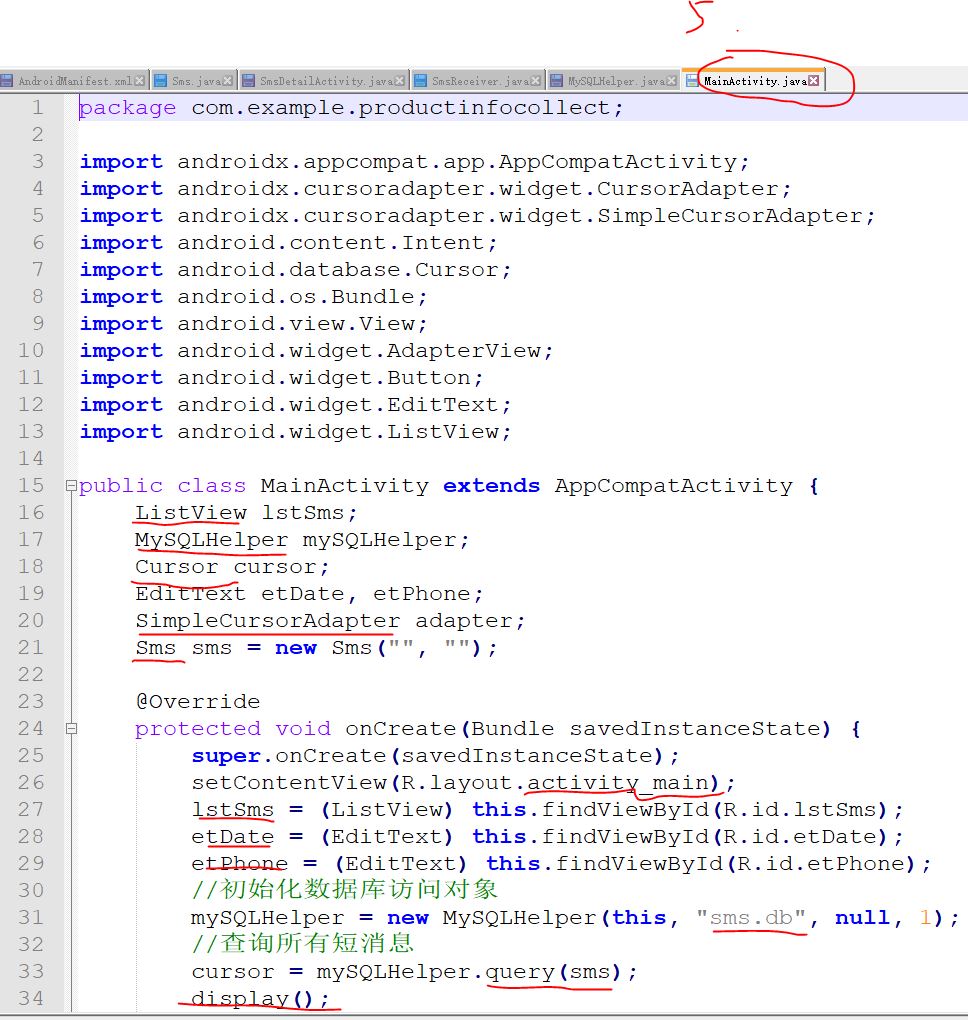 5.
AndroidManifest.xml Sms.java SmsDetailActivity.java SmsReceiver.java MySQLHelper.java MainActivity.java
1 package com.example.productinfocollect;
2
3 import androidx.appcompat.app.AppCompatActivity;
4 import androidx.cursoradapter.widget.CursorAdapter;
5 import androidx.cursoradapter.widget.SimpleCursorAdapter;
6 import android.content.Intent;
7 import android.database.Cursor;
8 import android.os.Bundle;
9 import android.view.View;
10 import android.widget.AdapterView;
11 import android.widget.Button;
12 import android.widget.EditText;
13 import android.widget.ListView;
14
15 public class MainActivity extends AppCompatActivity {
16 ListView lstSms;
17 MySQLHelper mySQLHelper;
18 Cursor cursor;
19 EditText etDate, etPhone;
20 SimpleCursorAdapter adapter;
21 Sms sms = new Sms("", "");
22
23 @Override
24 protected void onCreate(Bundle savedInstanceState) {
25 super.onCreate(savedInstanceState);
26 setContentView(R.layout.activity_main);
27 lstSms = (ListView) this.findViewById(R.id.lstSms);
28 etDate = (EditText) this.findViewById(R.id.etDate);
29 etPhone = (EditText) this.findViewById(R.id.etPhone);
30 //初始化数据库访问对象
31 mySQLHelper = new MySQLHelper(this, "sms.db", null, 1);
32 //查询所有短消息
33 cursor = mySQLHelper.query(sms);
34 display();